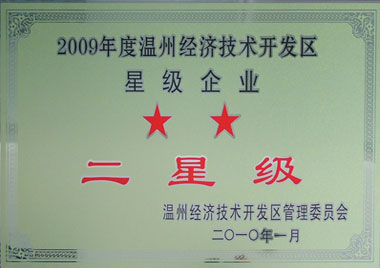 2009年度温州经济技术开发区
星级企业
二星级
温州经济技术开发区管理委员会
二〇一〇年一月